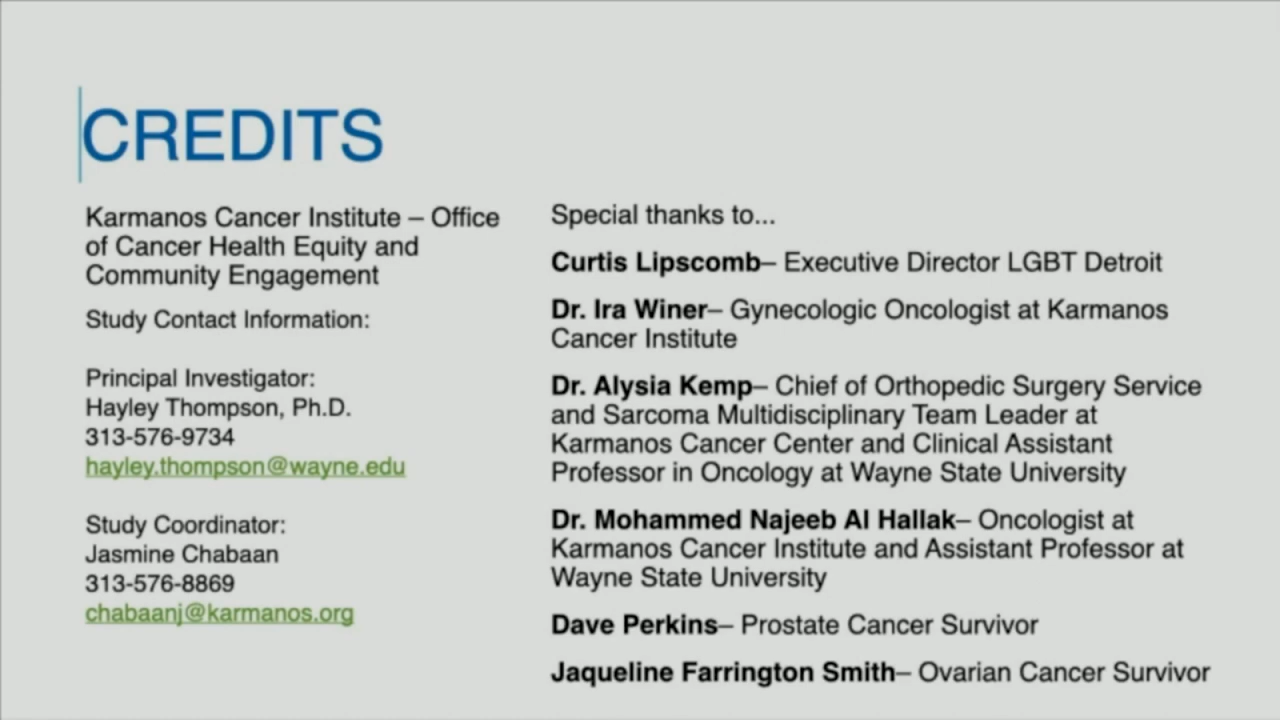 CREDITS
Karmanos Cancer Institute – Office
of Cancer Health Equity and
Community Engagement
Study Contact Information:
Principal Investigator:
Hayley Thompson, Ph.D.
313-576-9734
hayley.thompson@wayne.edu
Study Coordinator:
Jasmine Chabaan
313-576-8869
chabaanj@karmanos.org
Special thanks to...
Curtis Lipscomb– Executive Director LGBT Detroit
Dr. Ira Winer– Gynecologic Oncologist at Karmanos
Cancer Institute
Dr. Alysia Kemp– Chief of Orthopedic Surgery Service
and Sarcoma Multidisciplinary Team Leader at
Karmanos Cancer Center and Clinical Assistant
Professor in Oncology at Wayne State University
Dr. Mohammed Najeeb Al Hallak– Oncologist at
Karmanos Cancer Institute and Assistant Professor at
Wayne State University
Dave Perkins– Prostate Cancer Survivor
Jaqueline Farrington Smith– Ovarian Cancer Survivor